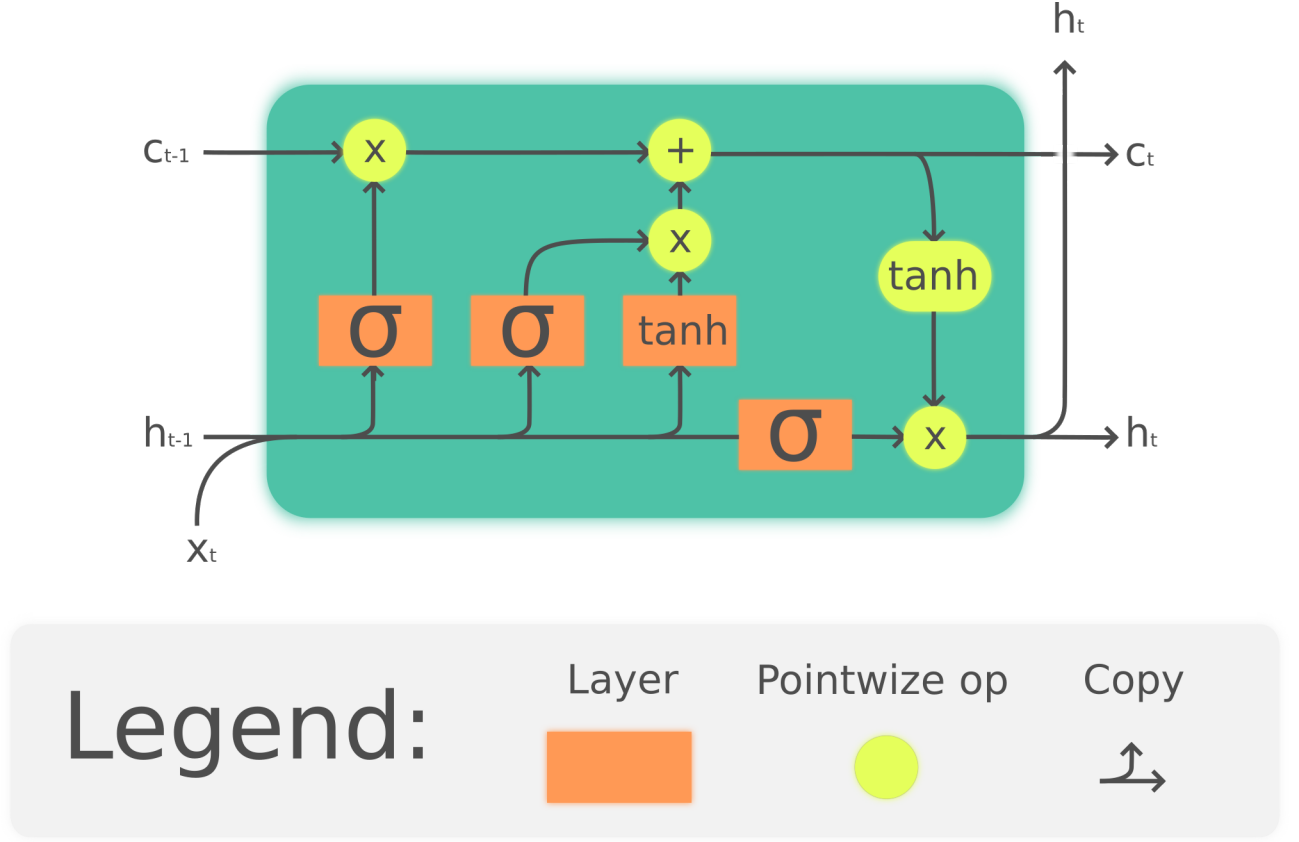 hₜ
cₜ₋₁ x + cₜ
x
tanh
σ σ tanh
hₜ₋₁ σ x hₜ
xₜ
Legend: Layer Pointwize op Copy